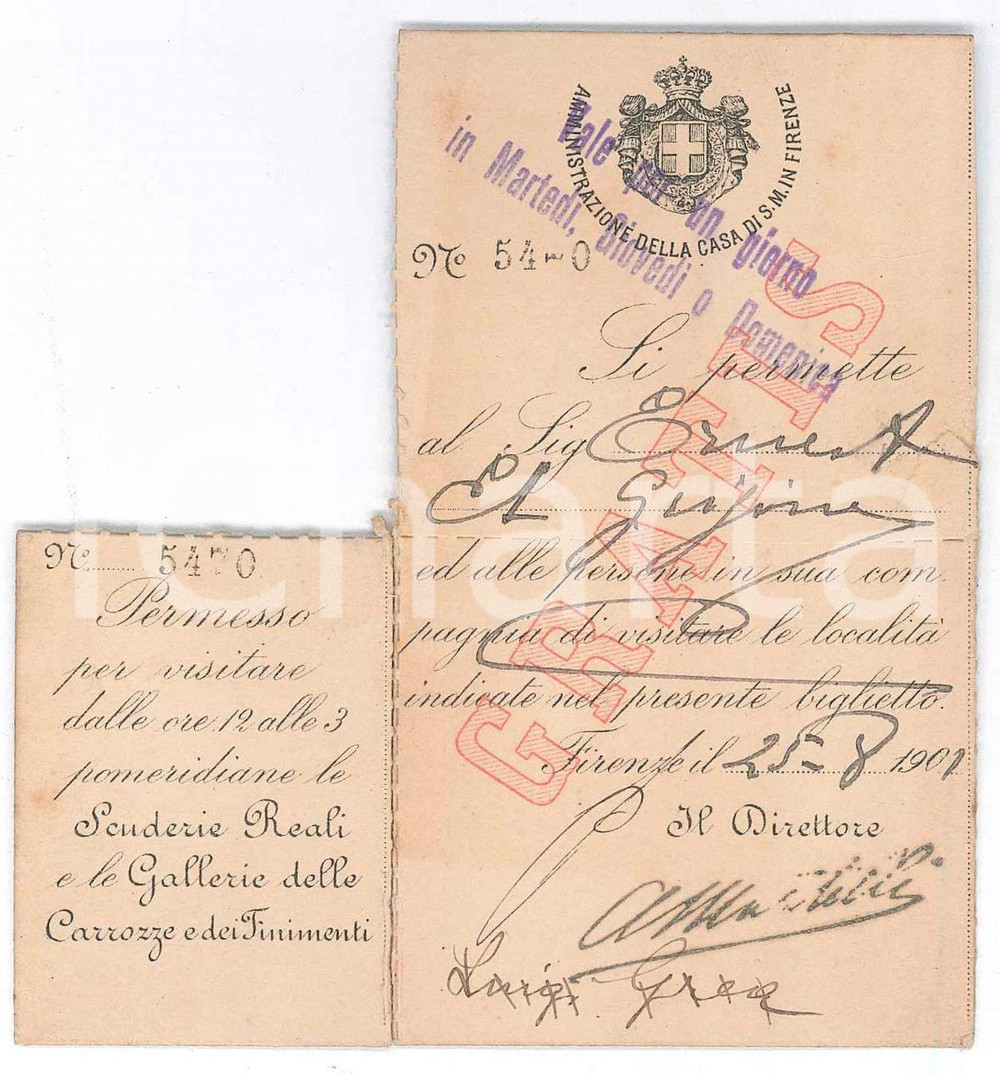 AMMINISTRAZIONE DELLA CASA DI S.M. IN FIRENZE
Vale per un giorno
in Martedì, Giovedì o Domenica
No 54-0
Si permette
al Sig Ernest
et
ed alle persone in sua com
pagnia di visitare le località
indicate nel presente biglietto.
Firenze il 25-8 1901
Il Direttore
Luigi
GRATIS
No 5470
Permesso
per visitare
dalle ore 12 alle 3
pomeridiane le
Scuderie Reali
e le Gallerie delle
Carrozze e dei Finimenti